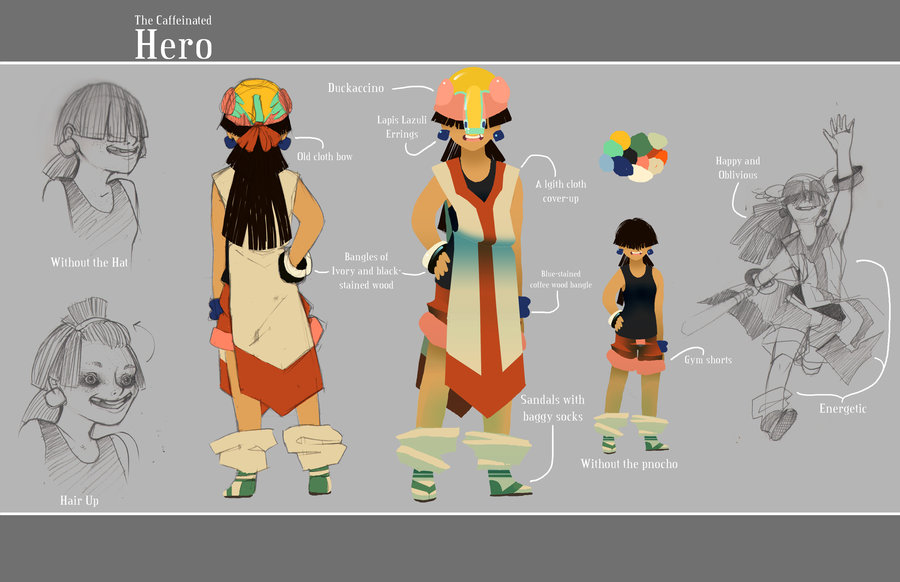 The Caffeinated
Hero
Duckaccino
Lapis Lazuli
Errings
Old cloth bow
A lgith cloth
cover-up
Happy and
Oblivious
Without the Hat
Bangles of
Ivory and black-
stained wood
Blue-stained
coffee wood bangle
Gym shorts
Sandals with
baggy socks
Energetic
Without the pnocho
Hair Up